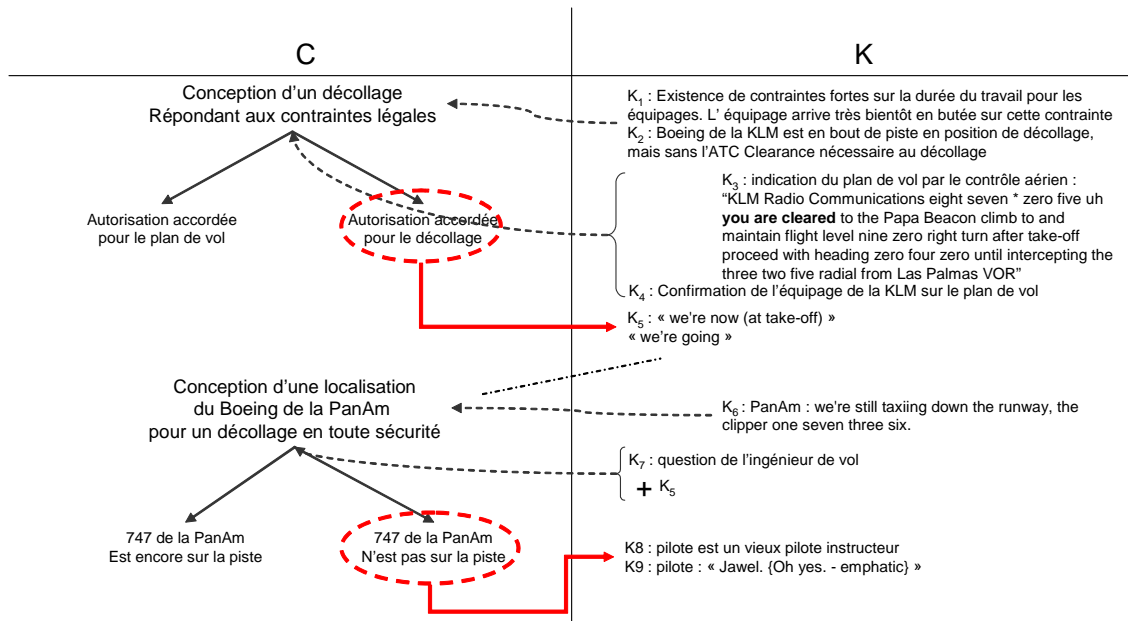 C
K
Conception d'un décollage
Répondant aux contraintes légales
K1 : Existence de contraintes fortes sur la durée du travail pour les
équipages. L' équipage arrive très bientôt en butée sur cette contrainte
K2 : Boeing de la KLM est en bout de piste en position de décollage,
mais sans l'ATC Clearance nécessaire au décollage
Autorisation accordée
pour le plan de vol
Autorisation accordée
pour le décollage
K3 : indication du plan de vol par le contrôle aérien :
“KLM Radio Communications eight seven * zero five uh
you are cleared to the Papa Beacon climb to and
maintain flight level nine zero right turn after take-off
proceed with heading zero four zero until intercepting the
three two five radial from Las Palmas VOR”
K4 : Confirmation de l'équipage de la KLM sur le plan de vol
K5 : « we're now (at take-off) »
« we're going »
Conception d'une localisation
du Boeing de la PanAm
pour un décollage en toute sécurité
K6 : PanAm : we're still taxiing down the runway, the
clipper one seven three six.
K7 : question de l'ingénieur de vol
+ K5
747 de la PanAm
Est encore sur la piste
747 de la PanAm
N'est pas sur la piste
K8 : pilote est un vieux pilote instructeur
K9 : pilote : « Jawel. {Oh yes. - emphatic} »